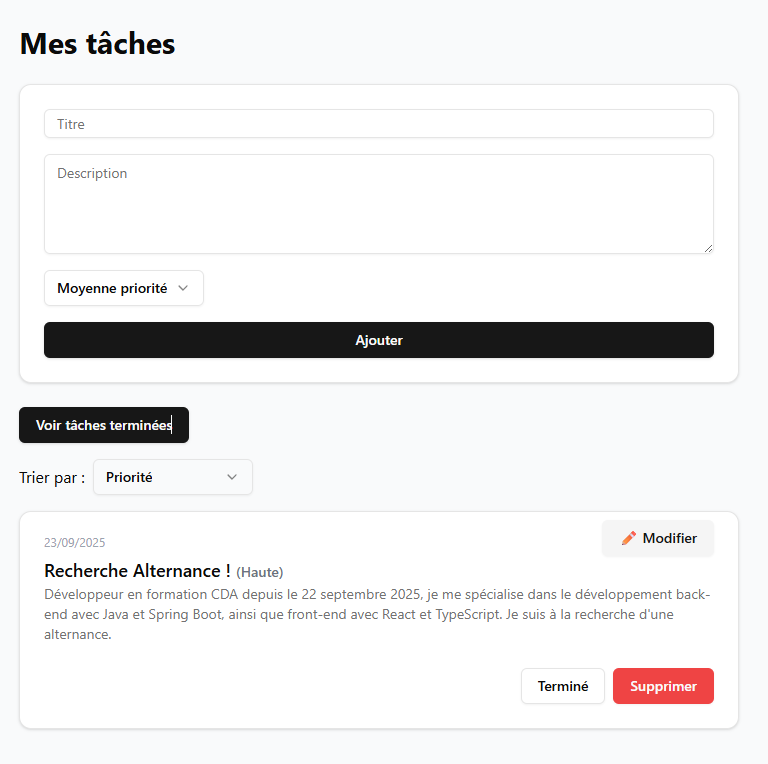 Mes tâches
Titre
Description
Moyenne priorité
Ajouter
Voir tâches terminées
Trier par : Priorité
23/09/2025
Modifier
Recherche Alternance ! (Haute)
Développeur en formation CDA depuis le 22 septembre 2025, je me spécialise dans le développement back-
end avec Java et Spring Boot, ainsi que front-end avec React et TypeScript. Je suis à la recherche d'une
alternance.
Terminé Supprimer